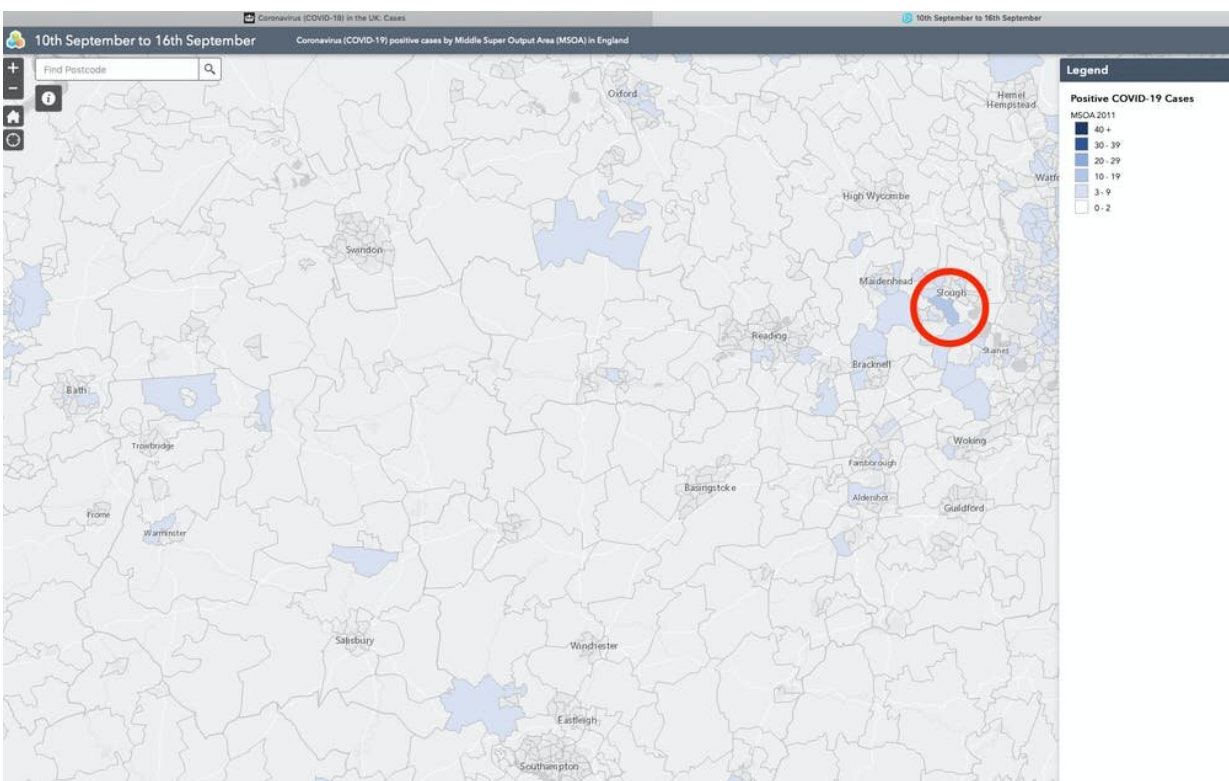 Coronavirus (COVID-19) in the UK: Cases
10th September to 16th September
10th September to 16th September
Coronavirus (COVID-19) positive cases by Middle Super Output Area (MSOA) in England
+
Find Postcode
−
i
Legend
Positive COVID-19 Cases
MSOA 2011
40 +
30 - 39
20 - 29
10 - 19
3 - 9
0 - 2
Oxford
Hemel
Hempstead
Watf
High Wycombe
Swindon
Maidenhead
Slough
Reading
Staines
Bracknell
Bath
Trowbridge
Woking
Farnborough
Basingstoke
Aldershot
Guildford
Frome
Warminster
Salisbury
Winchester
Eastleigh
Southampton